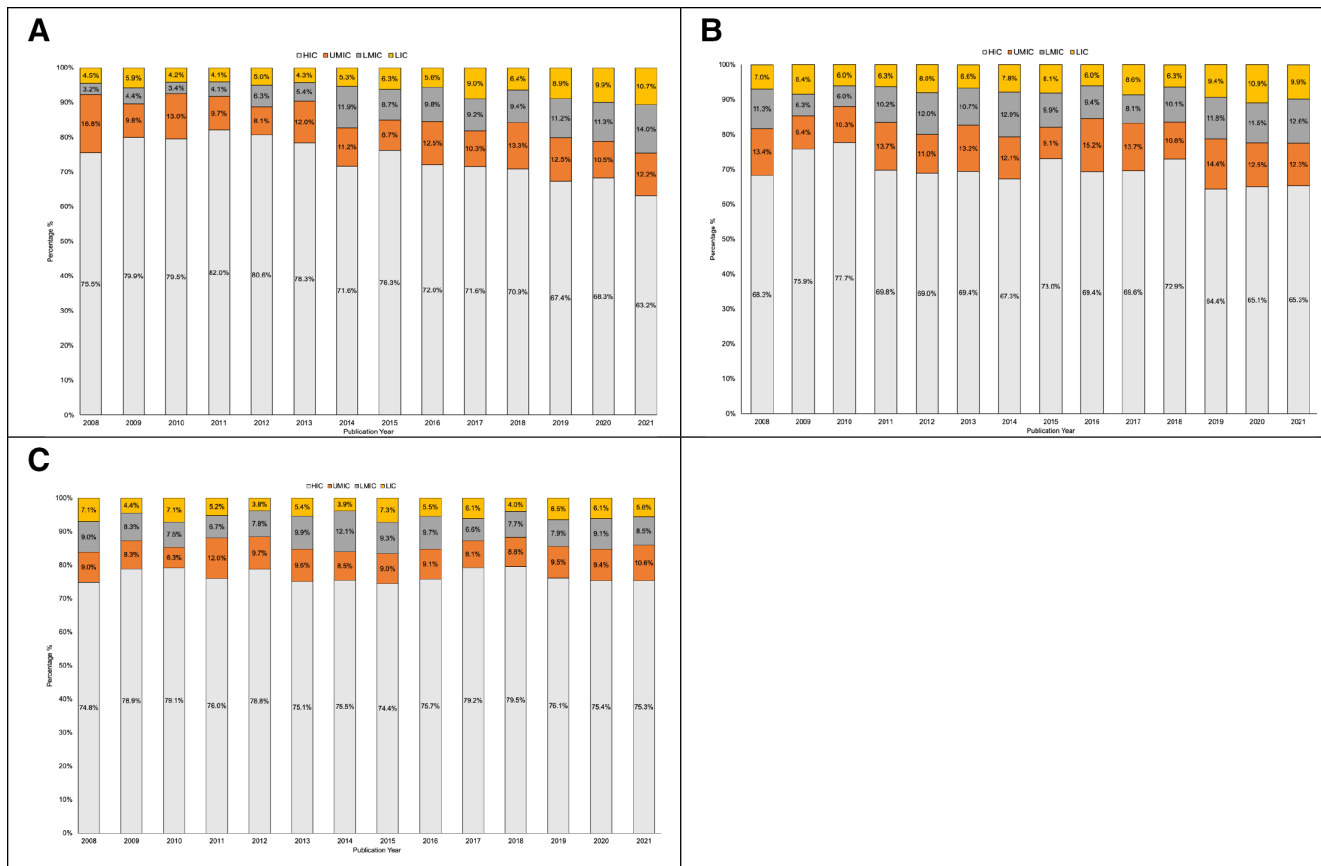 A
HIC UMIC LMIC LIC
Percentage %
100%
90%
80%
70%
60%
50%
40%
30%
20%
10%
0%
4.5% 5.9% 4.2% 4.1% 5.0% 4.3% 5.3% 6.3% 5.6% 9.0% 6.4% 8.9% 9.9% 10.7%
3.2% 4.4% 3.4% 4.1% 6.3% 5.4% 11.9% 8.7% 9.8% 9.2% 9.4% 11.2% 11.3% 14.0%
16.8% 9.8% 13.0% 9.7% 8.1% 12.0% 11.2% 8.7% 12.5% 10.3% 13.3% 12.5% 10.5% 12.2%
75.5% 79.9% 79.5% 82.0% 80.6% 78.3% 71.6% 76.3% 72.0% 71.6% 70.9% 67.4% 68.3% 63.2%
2008 2009 2010 2011 2012 2013 2014 2015 2016 2017 2018 2019 2020 2021
Publication Year
B
HIC UMIC LMIC LIC
Percentage %
100%
90%
80%
70%
60%
50%
40%
30%
20%
10%
0%
7.0% 8.4% 6.0% 6.3% 8.0% 6.6% 7.8% 8.1% 6.0% 8.6% 6.3% 9.4% 10.9% 9.9%
11.3% 6.3% 6.0% 10.2% 12.0% 10.7% 12.9% 9.9% 9.4% 8.1% 10.1% 11.8% 11.5% 12.6%
13.4% 9.4% 10.3% 13.7% 11.0% 13.2% 12.1% 9.1% 15.2% 13.7% 10.6% 14.4% 12.5% 12.3%
68.3% 75.9% 77.7% 69.8% 69.0% 69.4% 67.3% 73.0% 69.4% 69.6% 72.9% 64.4% 65.1% 65.3%
2008 2009 2010 2011 2012 2013 2014 2015 2016 2017 2018 2019 2020 2021
Publication Year
C
HIC UMIC LMIC LIC
Percentage %
100%
90%
80%
70%
60%
50%
40%
30%
20%
10%
0%
7.1% 4.4% 7.1% 5.2% 3.8% 5.4% 3.9% 7.3% 5.5% 6.1% 4.0% 6.5% 6.1% 5.6%
9.0% 8.3% 7.5% 6.7% 7.8% 9.9% 12.1% 9.3% 9.7% 6.6% 7.7% 7.9% 9.1% 8.5%
9.0% 8.3% 6.3% 12.0% 9.7% 9.6% 8.5% 9.0% 9.1% 8.1% 8.8% 9.5% 9.4% 10.6%
74.8% 78.9% 79.1% 76.0% 78.8% 75.1% 75.5% 74.4% 75.7% 79.2% 79.5% 76.1% 75.4% 75.3%
2008 2009 2010 2011 2012 2013 2014 2015 2016 2017 2018 2019 2020 2021
Publication Year